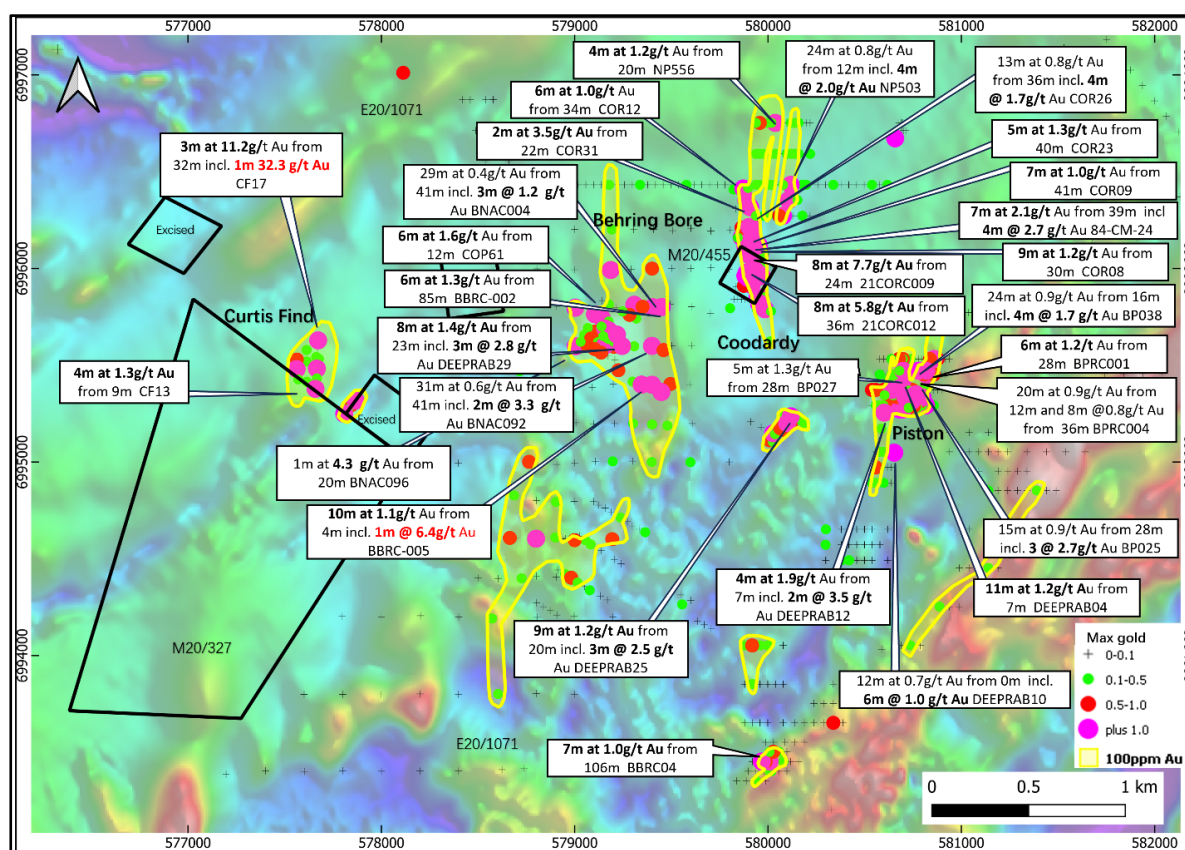 577000
578000
579000
580000
581000
582000
6997000
6996000
6995000
6994000
E20/1071
4m at 1.2g/t Au from
20m NP556
24m at 0.8g/t Au
from 12m incl. 4m
@ 2.0g/t Au NP503
13m at 0.8g/t Au
from 36m incl. 4m
@ 1.7g/t Au COR26
6m at 1.0g/t Au
from 34m COR12
2m at 3.5g/t Au from
22m COR31
5m at 1.3g/t Au from
40m COR23
3m at 11.2g/t Au from
32m incl. 1m 32.3 g/t Au
CF17
29m at 0.4g/t Au from
41m incl. 3m @ 1.2 g/t
Au BNAC004
7m at 1.0g/t Au from
41m COR09
Behring Bore
7m at 2.1g/t Au from 39m incl
4m @ 2.7 g/t Au 84-CM-24
Excised
6m at 1.6g/t Au from
12m COP61
M20/455
9m at 1.2g/t Au from
30m COR08
8m at 7.7g/t Au from
24m 21CORC009
6m at 1.3g/t Au from
85m BBRC-002
8m at 5.8g/t Au from
36m 21CORC012
24m at 0.9g/t Au from 16m
incl. 4m @ 1.7 g/t Au BP038
Curtis Find
8m at 1.4g/t Au from
23m incl. 3m @ 2.8 g/t
Au DEEPRAB29
Coodardy
6m at 1.2/t Au from
28m BPRC001
4m at 1.3g/t Au
from 9m CF13
5m at 1.3g/t Au
from 28m BP027
31m at 0.6g/t Au from
41m incl. 2m @ 3.3 g/t
Au BNAC092
20m at 0.9g/t Au from
12m and 8m @0.8g/t Au
from 36m BPRC004
Excised
Piston
1m at 4.3 g/t Au from
20m BNAC096
10m at 1.1g/t Au from
4m incl. 1m @ 6.4g/t Au
BBRC-005
15m at 0.9/t Au from 28m
incl. 3 @ 2.7g/t Au BP025
4m at 1.9g/t Au from
7m incl. 2m @ 3.5 g/t
Au DEEPRAB12
11m at 1.2g/t Au from
7m DEEPRAB04
9m at 1.2g/t Au from
20m incl. 3m @ 2.5 g/t
Au DEEPRAB25
M20/327
12m at 0.7g/t Au from 0m incl.
6m @ 1.0 g/t Au DEEPRAB10
E20/1071
7m at 1.0g/t Au from
106m BBRC04
Max gold
0-0.1
0.1-0.5
0.5-1.0
plus 1.0
100ppm Au
0 0.5 1 km
577000
578000
579000
580000
581000
582000